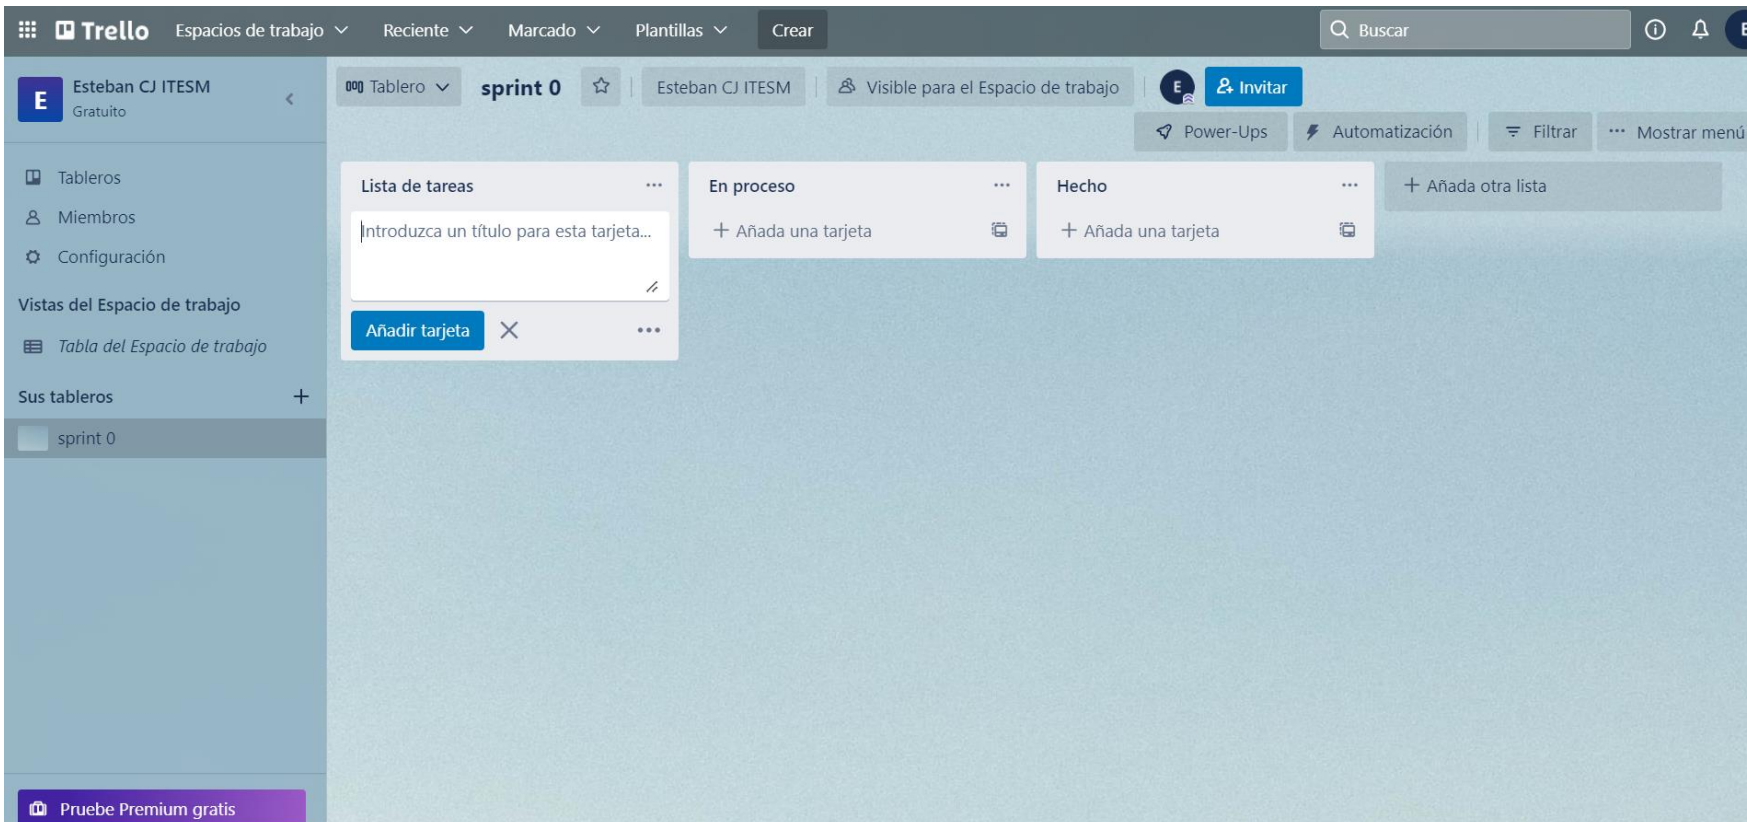 Trello Espacios de trabajo Reciente Marcado Plantillas Crear Buscar E
E Esteban CJ ITESM
Gratuito
Tablero sprint 0 Esteban CJ ITESM Visible para el Espacio de trabajo E Invitar
Power-Ups Automatización Filtrar Mostrar menú
Tableros
Miembros
Configuración
Vistas del Espacio de trabajo
Tabla del Espacio de trabajo
Sus tableros
sprint 0
Pruebe Premium gratis
Lista de tareas
Introduzca un título para esta tarjeta...
Añadir tarjeta
En proceso
+ Añada una tarjeta
Hecho
+ Añada una tarjeta
+ Añada otra lista